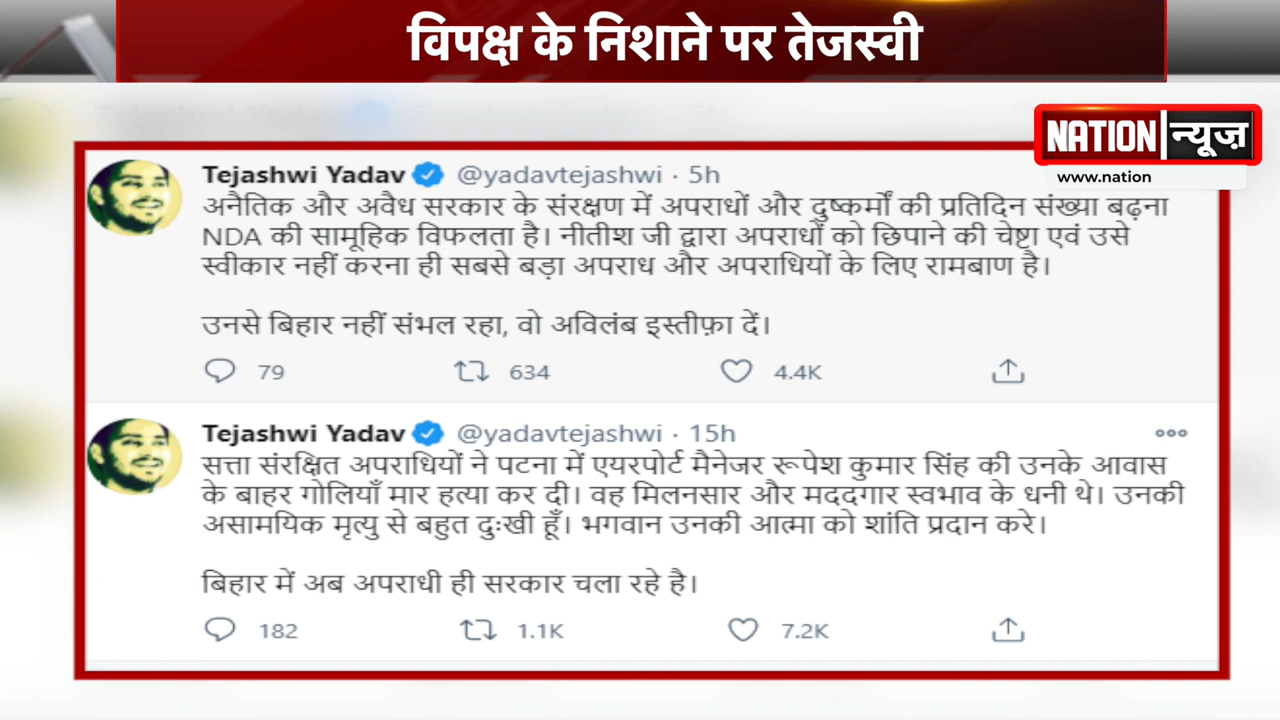 विपक्ष के निशाने पर तेजस्वी
NATION न्यूज़
www.nation
Tejashwi Yadav @yadavtejashwi · 5h
अनैतिक और अवैध सरकार के संरक्षण में अपराधों और दुष्कर्मों की प्रतिदिन संख्या बढ़ना
NDA की सामूहिक विफलता है। नीतीश जी द्वारा अपराधों को छिपाने की चेष्टा एवं उसे
स्वीकार नहीं करना ही सबसे बड़ा अपराध और अपराधियों के लिए रामबाण है।
उनसे बिहार नहीं संभल रहा, वो अविलंब इस्तीफ़ा दें।
79 634 4.4K
Tejashwi Yadav @yadavtejashwi · 15h
सत्ता संरक्षित अपराधियों ने पटना में एयरपोर्ट मैनेजर रूपेश कुमार सिंह की उनके आवास
के बाहर गोलियाँ मार हत्या कर दी। वह मिलनसार और मददगार स्वभाव के धनी थे। उनकी
असामयिक मृत्यु से बहुत दुःखी हूँ। भगवान उनकी आत्मा को शांति प्रदान करे।
बिहार में अब अपराधी ही सरकार चला रहे है।
182 1.1K 7.2K